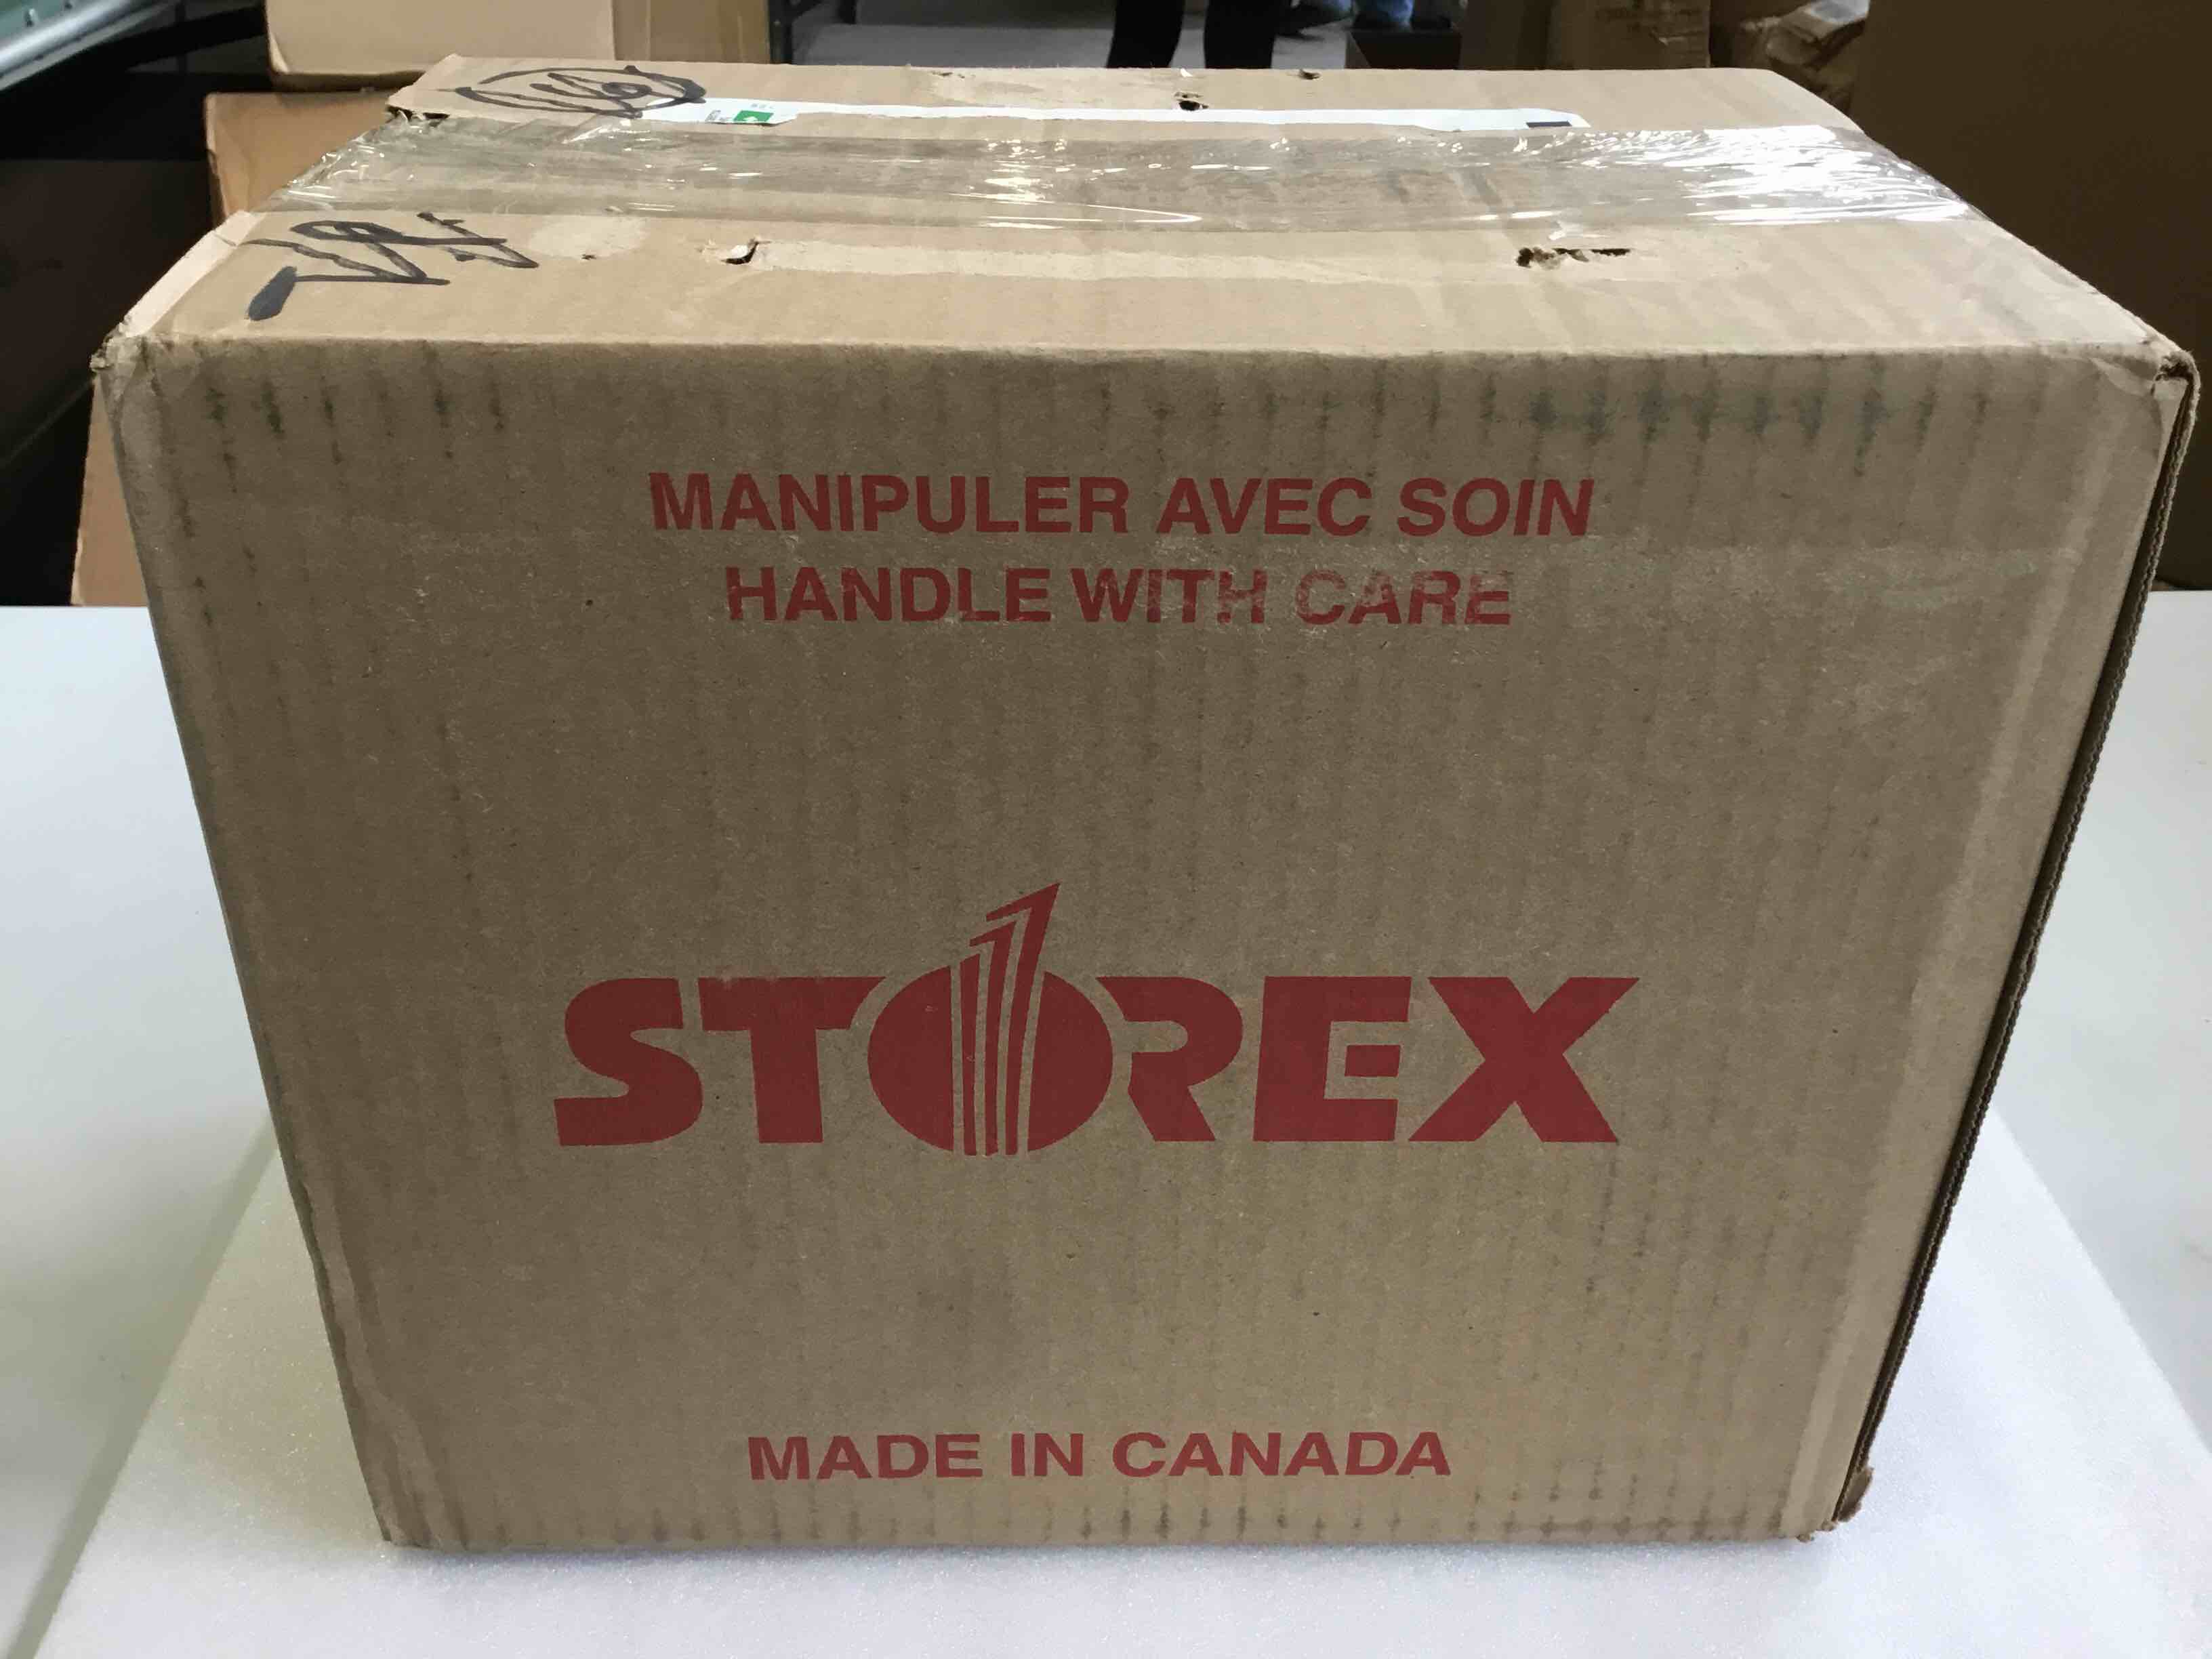 MANIPULER AVEC SOIN
HANDLE WITH CARE
STOREX
MADE IN CANADA